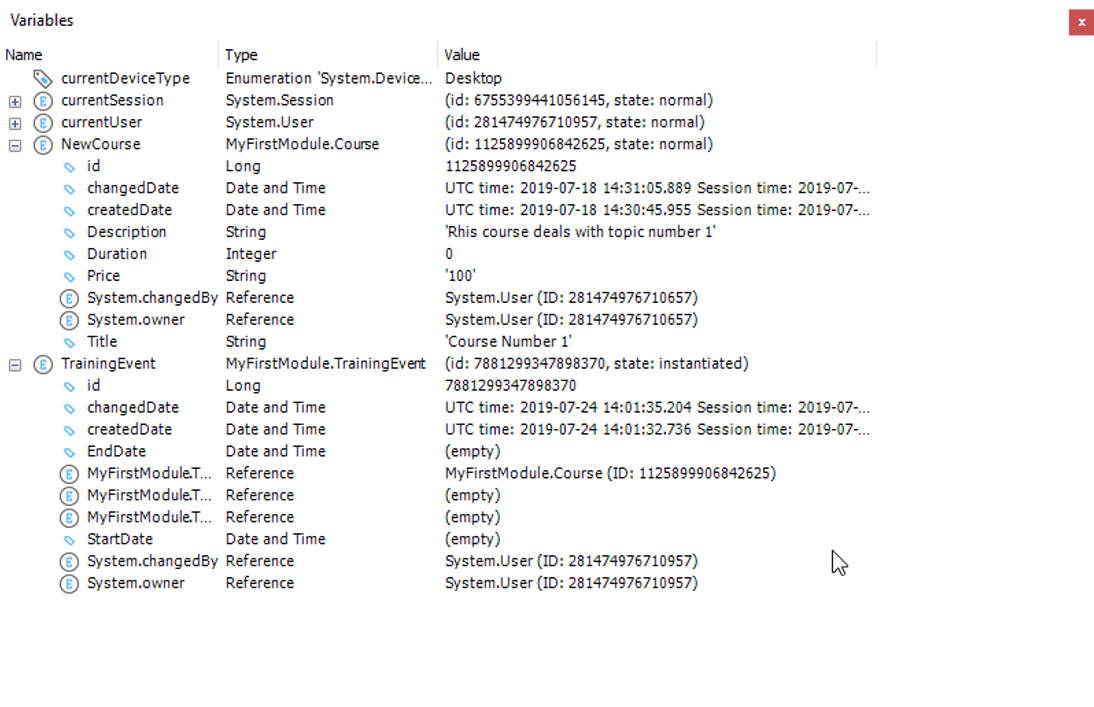 Variables
x
Name Type Value
currentDeviceType Enumeration 'System.Device... Desktop
currentSession System.Session (id: 6755399441056145, state: normal)
currentUser System.User (id: 281474976710957, state: normal)
NewCourse MyFirstModule.Course (id: 1125899906842625, state: normal)
id Long 1125899906842625
changedDate Date and Time UTC time: 2019-07-18 14:31:05.889 Session time: 2019-07-...
createdDate Date and Time UTC time: 2019-07-18 14:30:45.955 Session time: 2019-07-...
Description String 'Rhis course deals with topic number 1'
Duration Integer 0
Price String '100'
System.changedBy Reference System.User (ID: 281474976710657)
System.owner Reference System.User (ID: 281474976710657)
Title String 'Course Number 1'
TrainingEvent MyFirstModule.TrainingEvent (id: 7881299347898370, state: instantiated)
id Long 7881299347898370
changedDate Date and Time UTC time: 2019-07-24 14:01:35.204 Session time: 2019-07-...
createdDate Date and Time UTC time: 2019-07-24 14:01:32.736 Session time: 2019-07-...
EndDate Date and Time (empty)
MyFirstModule.T... Reference MyFirstModule.Course (ID: 1125899906842625)
MyFirstModule.T... Reference (empty)
MyFirstModule.T... Reference (empty)
StartDate Date and Time (empty)
System.changedBy Reference System.User (ID: 281474976710957)
System.owner Reference System.User (ID: 281474976710957)